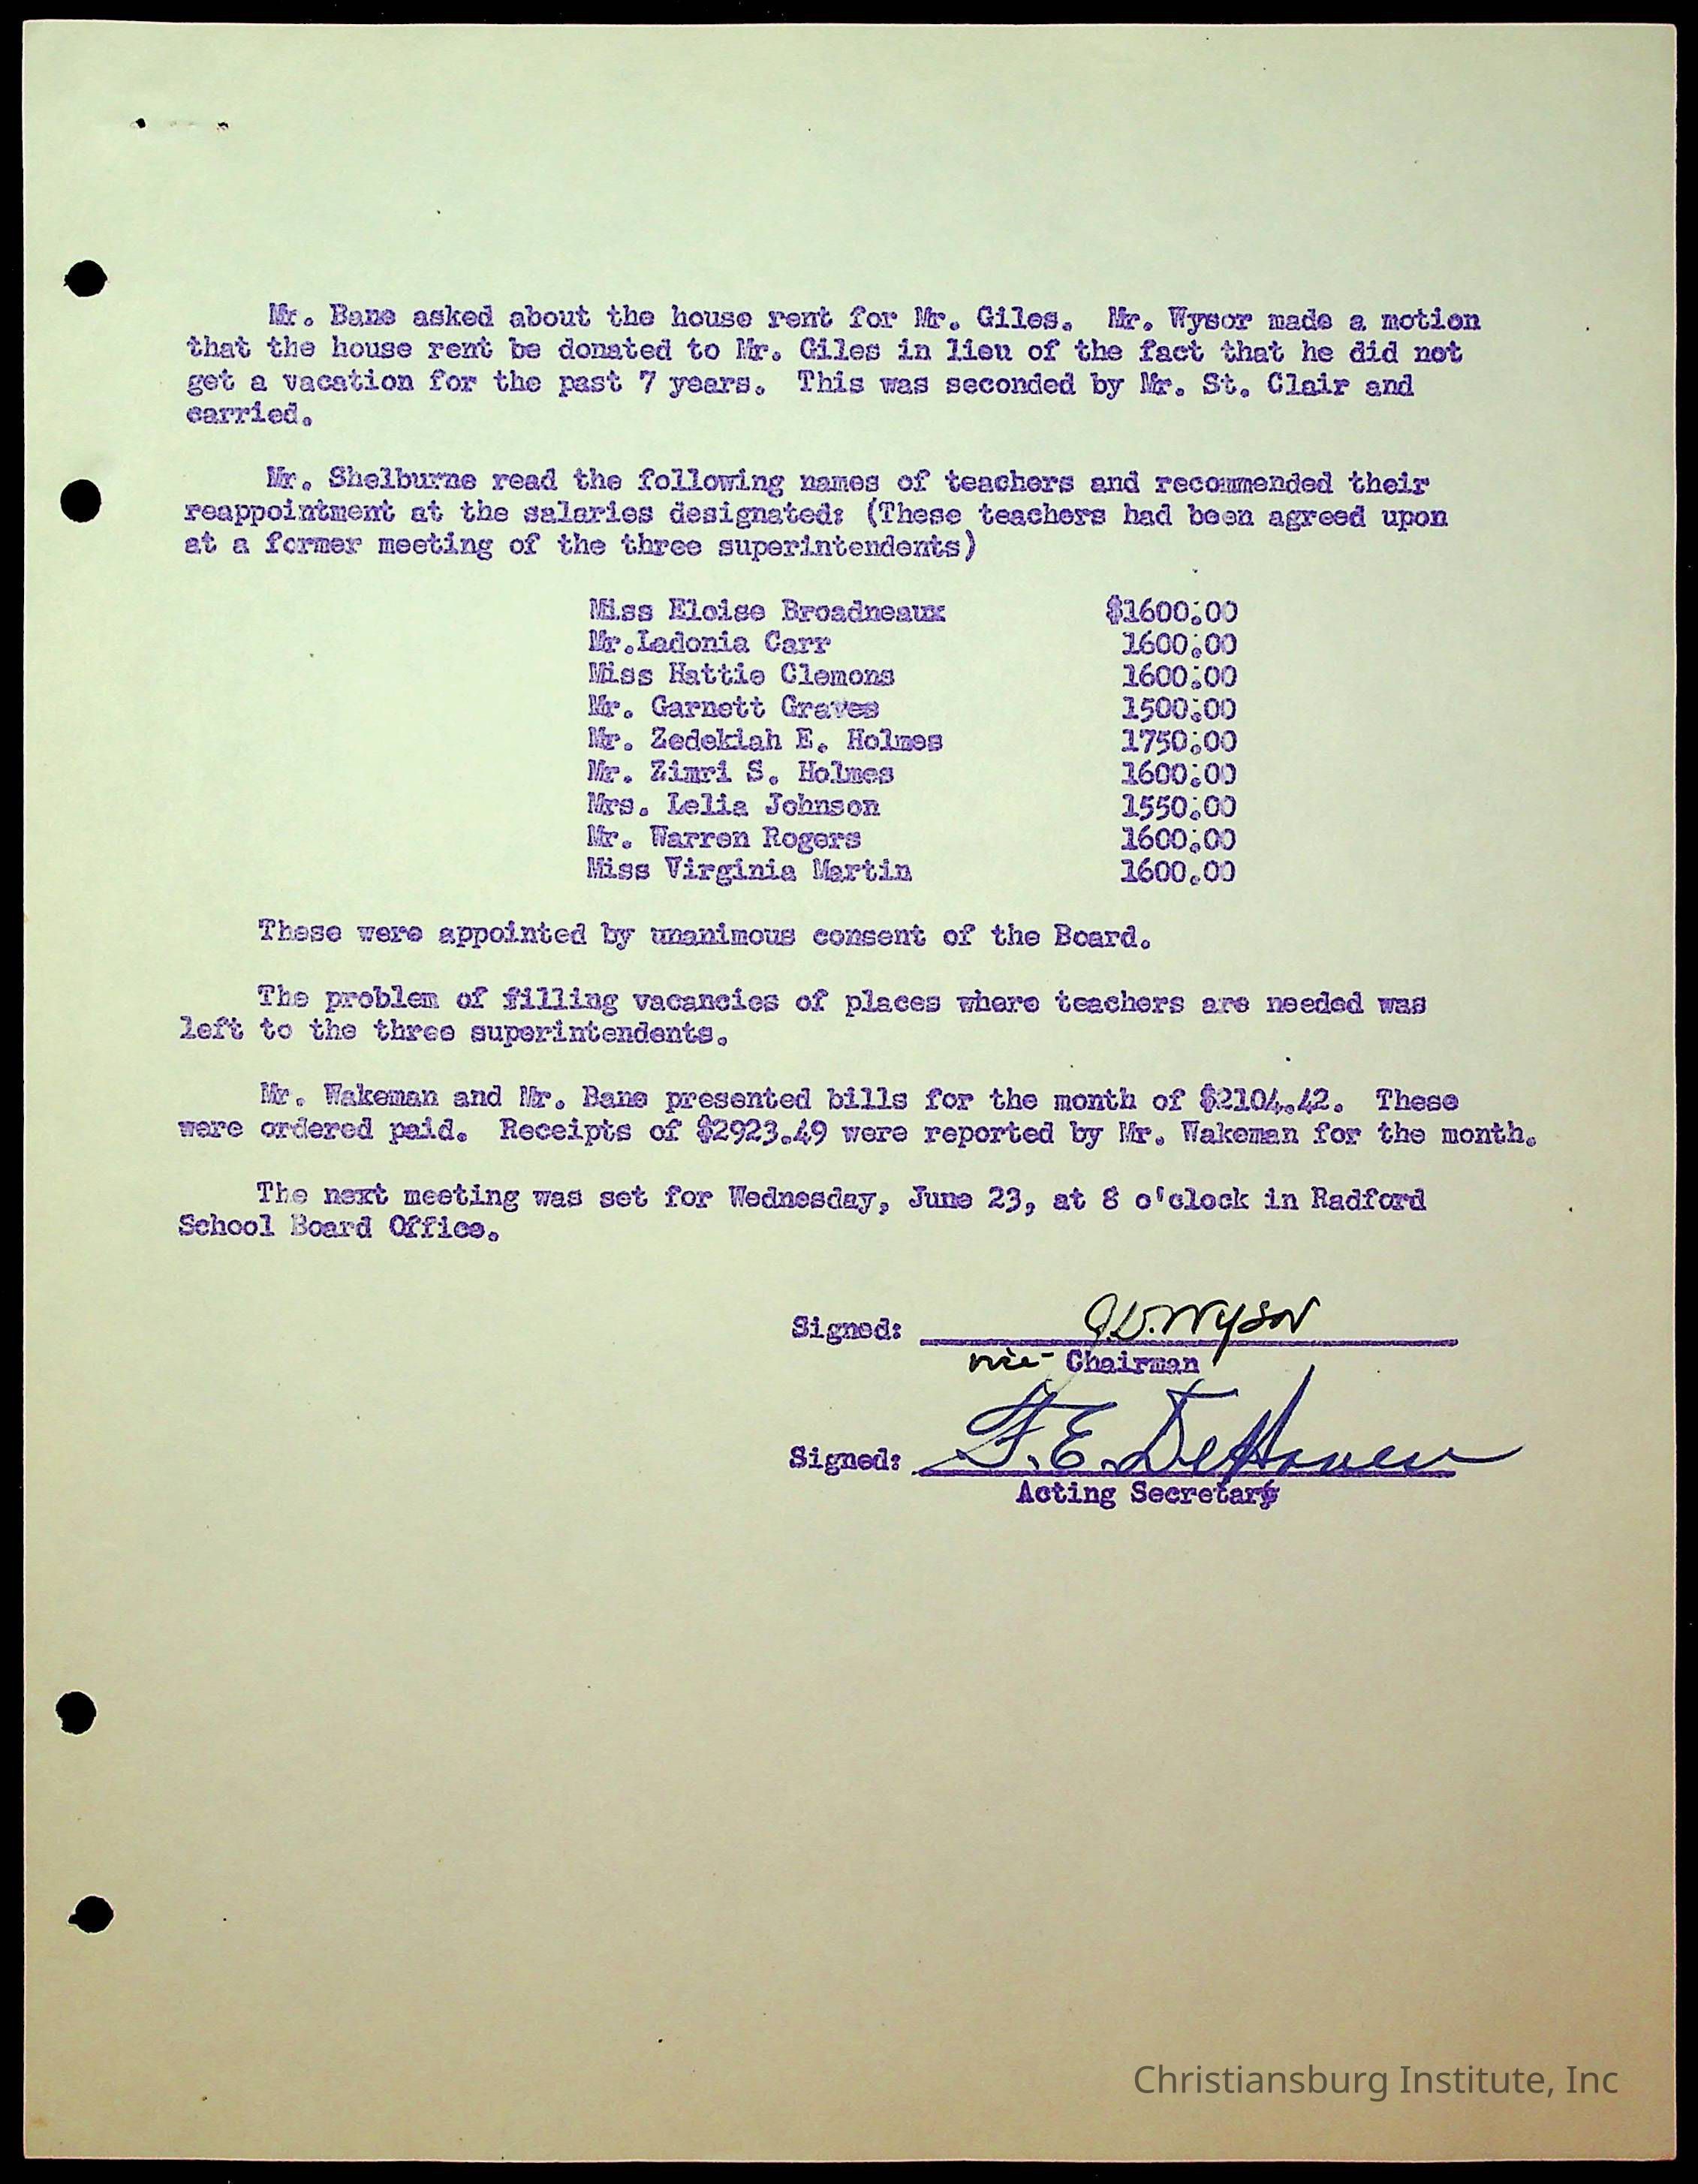 Mr. Bane asked about the house rent for Mr. Giles.  Mr. Wysor made a motion
that the house rent be donated to Mr. Giles in lieu of the fact that he did not
get a vacation for the past 7 years.  This was seconded by Mr. St. Clair and
carried.
Mr. Shelburne read the following names of teachers and recommended their
reappointment at the salaries designated: (These teachers had been agreed upon
at a former meeting of the three superintendents)
Miss Eloise Broadneaux $1600.00
Mr.Ladonia Carr 1600.00
Miss Hattie Clemons 1600.00
Mr. Garnett Graves 1500.00
Mr. Zedekiah E. Holmes 1750.00
Mr. Zimri S. Holmes 1600.00
Mrs. Lelia Johnson 1550.00
Mr. Warren Rogers 1600.00
Miss Virginia Martin 1600.00
These were appointed by unanimous consent of the Board.
The problem of filling vacancies of places where teachers are needed was
left to the three superintendents.
Mr. Wakeman and Mr. Bane presented bills for the month of $2104.42.  These
were ordered paid.  Receipts of $2923.49 were reported by Mr. Wakeman for the month.
The next meeting was set for Wednesday, June 23, at 8 o'clock in Radford
School Board Office.
Signed: J.D. Wysor
vice- Chairman
Signed: F.E. DeHaven
Acting Secretary
Christiansburg Institute, Inc